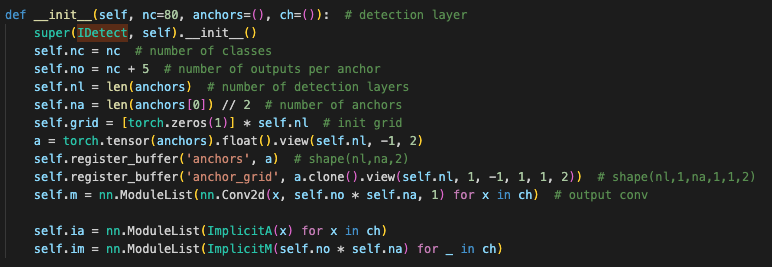 def __init__(self, nc=80, anchors=(), ch=()):  # detection layer
    super(IDetect, self).__init__()
    self.nc = nc  # number of classes
    self.no = nc + 5  # number of outputs per anchor
    self.nl = len(anchors)  # number of detection layers
    self.na = len(anchors[0]) // 2  # number of anchors
    self.grid = [torch.zeros(1)] * self.nl  # init grid
    a = torch.tensor(anchors).float().view(self.nl, -1, 2)
    self.register_buffer('anchors', a)  # shape(nl,na,2)
    self.register_buffer('anchor_grid', a.clone().view(self.nl, 1, -1, 1, 1, 2))  # shape(nl,1,na,1,1,2)
    self.m = nn.ModuleList(nn.Conv2d(x, self.no * self.na, 1) for x in ch)  # output conv

    self.ia = nn.ModuleList(ImplicitA(x) for x in ch)
    self.im = nn.ModuleList(ImplicitM(self.no * self.na) for _ in ch)